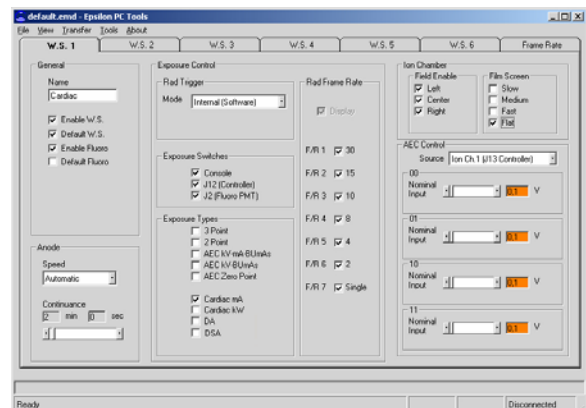 default.emd - Epsilon PC Tools
File View Transfer Tools About
W.S. 1 W.S. 2 W.S. 3 W.S. 4 W.S. 5 W.S. 6 Frame Rate
General
Name
Cardiac
Enable W.S.
Default W.S.
Enable Fluoro
Default Fluoro
Anode
Speed
Automatic
Continuance
2 min 0 sec
Exposure Control
Rad Trigger
Mode Internal (Software)
Exposure Switches
Console
J12 (Controller)
J2 (Fluoro PMT)
Exposure Types
3 Point
2 Point
AEC kV-mA-BUmAs
AEC kV-BUmAs
AEC Zero Point
Cardiac mA
Cardiac kW
DA
DSA
Rad Frame Rate
Display
F/R 1 30
F/R 2 15
F/R 3 10
F/R 4 8
F/R 5 4
F/R 6 2
F/R 7 Single
Ion Chamber
Field Enable
Left
Center
Right
Film Screen
Slow
Medium
Fast
Flat
AEC Control
Source Ion Ch.1 (J13 Controller)
00
Nominal
Input 0,1 V
01
Nominal
Input 0,1 V
10
Nominal
Input 0,1 V
11
Nominal
Input 0,1 V
Ready Disconnected